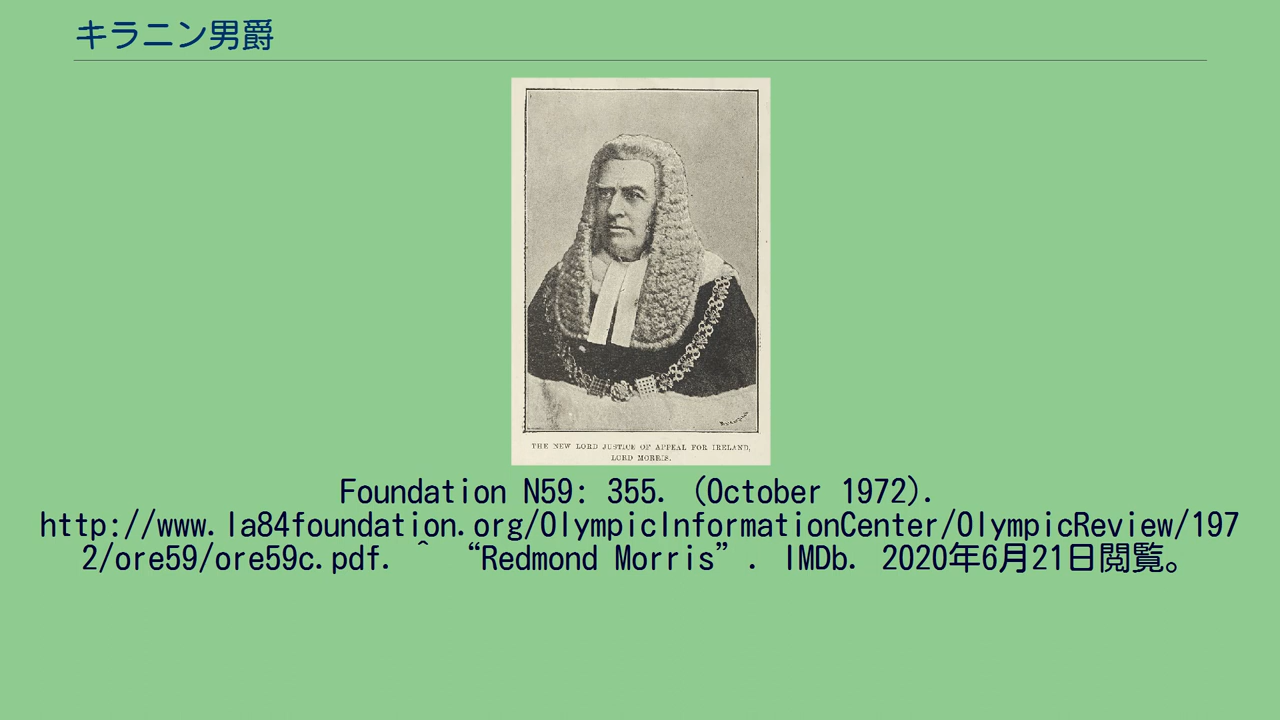 キラニン男爵
THE NEW LORD JUSTICE OF APPEAL FOR IRELAND,
LORD MORRIS.
Foundation N59: 355. (October 1972).
http://www.la84foundation.org/OlympicInformationCenter/OlympicReview/197
2/ore59/ore59c.pdf. ^ “Redmond Morris”. IMDb. 2020年6月21日閲覧。